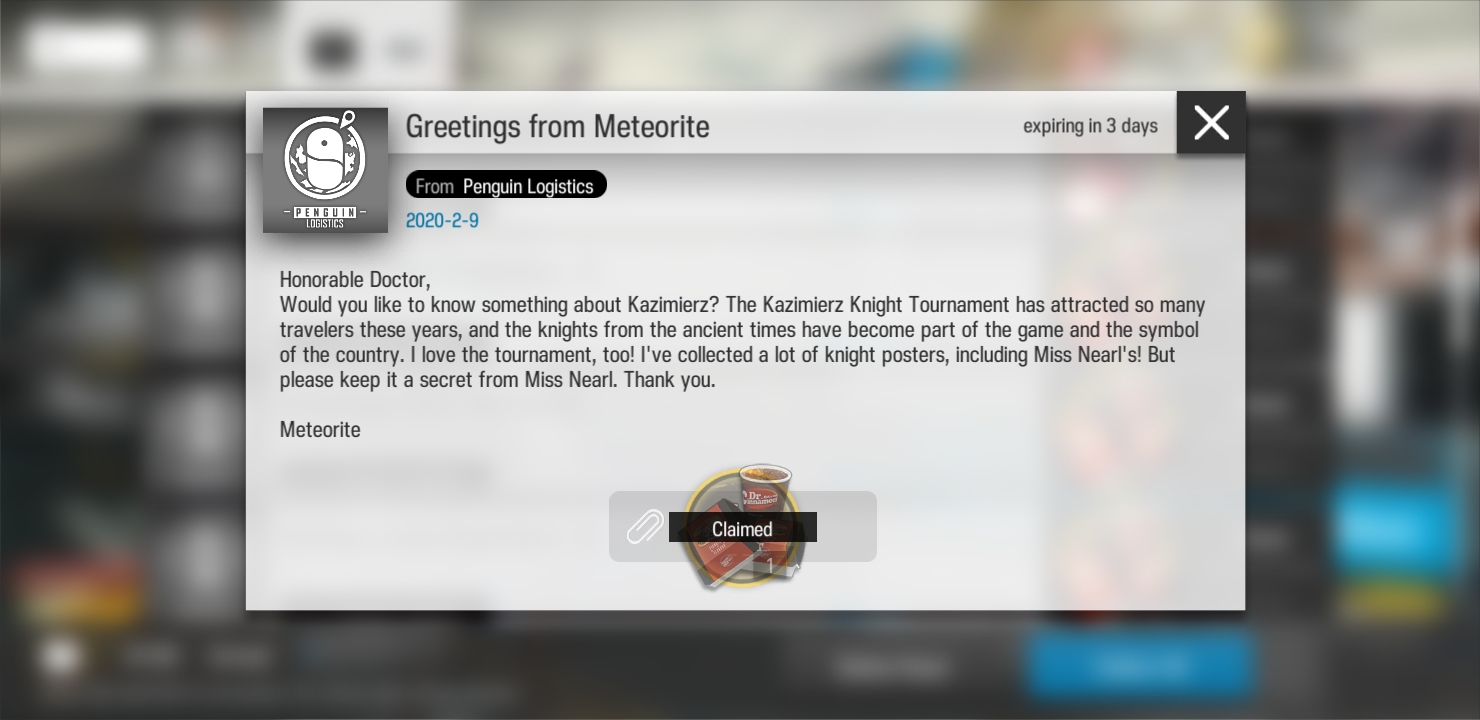 Greetings from Meteorite
expiring in 3 days
From Penguin Logistics
2020-2-9
PENGUIN
LOGISTICS
Honorable Doctor,
Would you like to know something about Kazimierz? The Kazimierz Knight Tournament has attracted so many
travelers these years, and the knights from the ancient times have become part of the game and the symbol
of the country. I love the tournament, too! I've collected a lot of knight posters, including Miss Nearl's! But
please keep it a secret from Miss Nearl. Thank you.
Meteorite
Dr.
Claimed
1